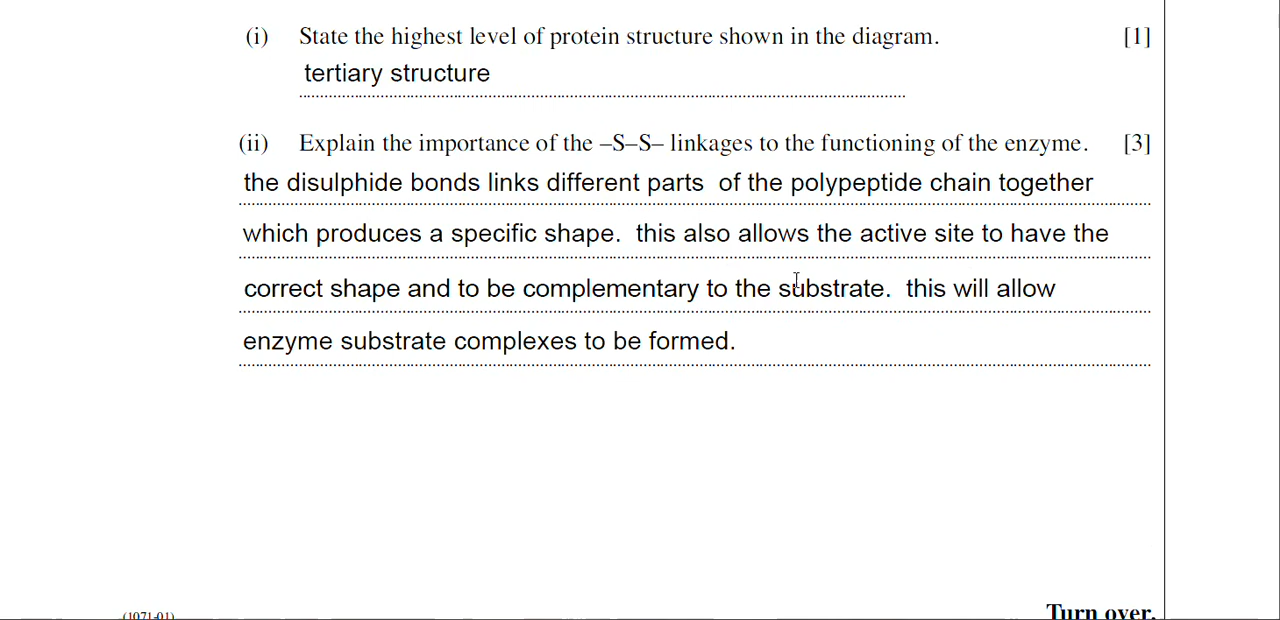 (i) State the highest level of protein structure shown in the diagram. [1]
tertiary structure
(ii) Explain the importance of the –S–S– linkages to the functioning of the enzyme. [3]
the disulphide bonds links different parts  of the polypeptide chain together
which produces a specific shape.  this also allows the active site to have the
correct shape and to be complementary to the substrate.  this will allow
enzyme substrate complexes to be formed.
(1071-01)
Turn over.